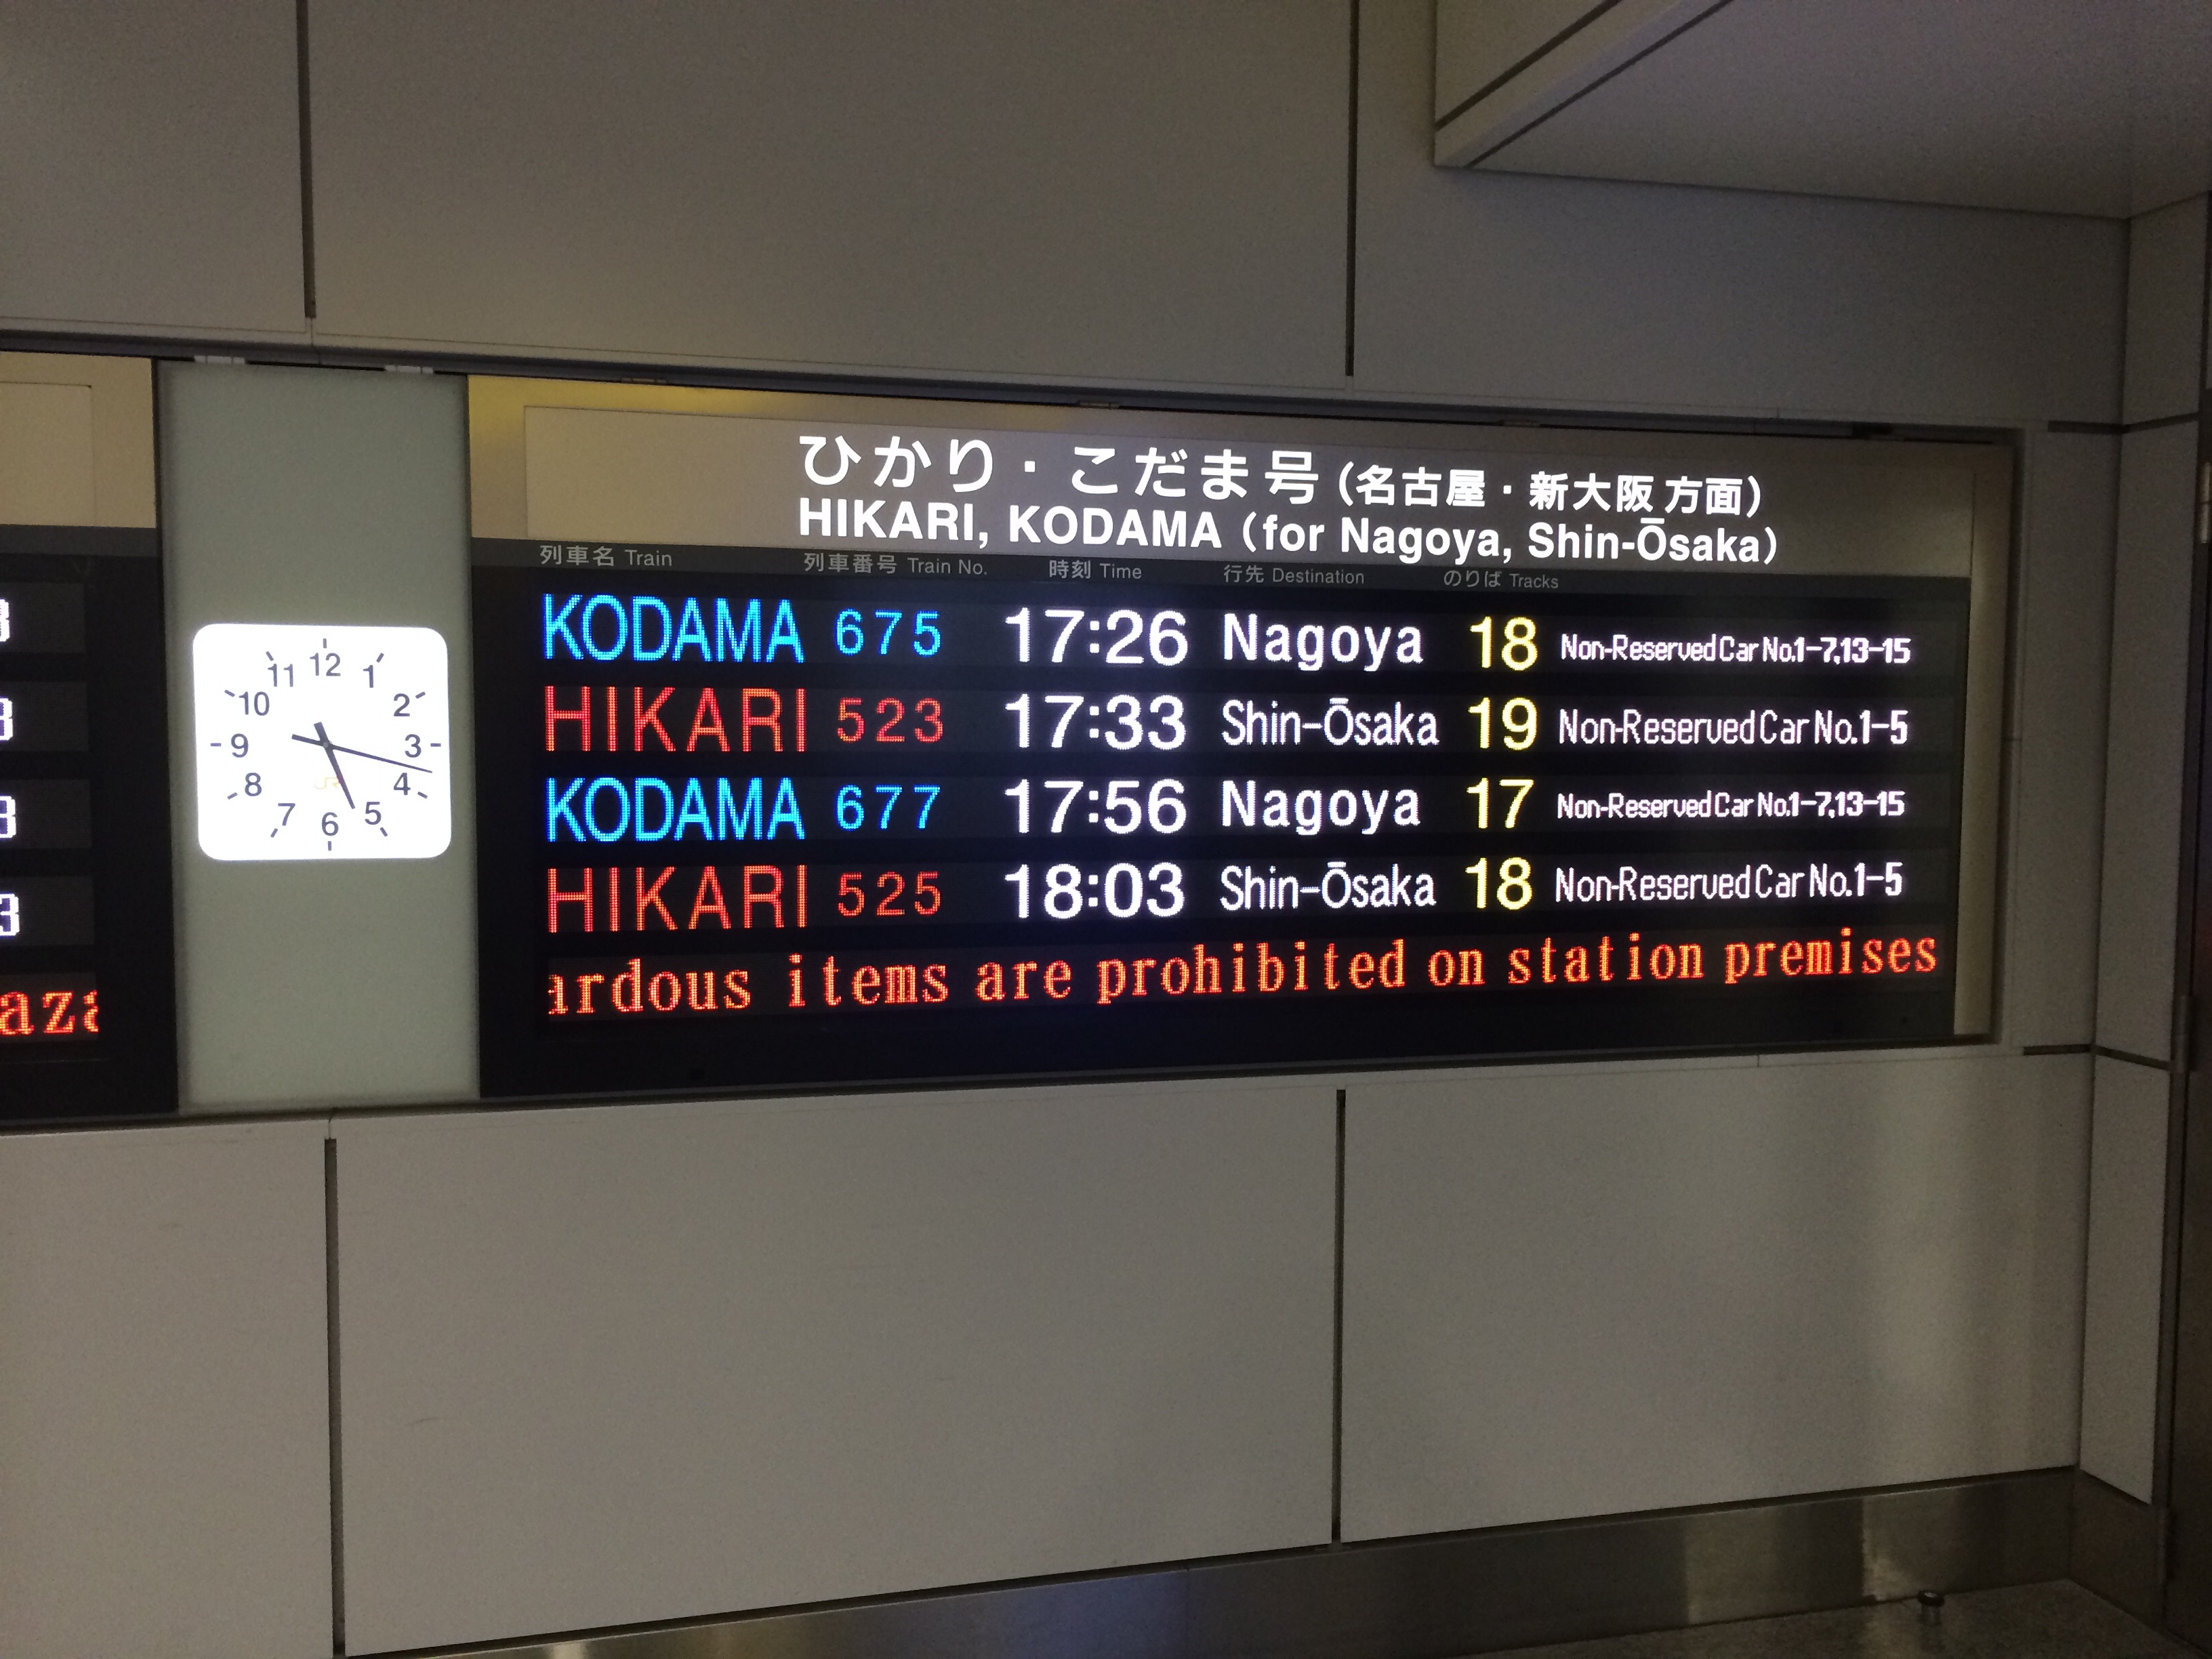 ひかり・こだま号(名古屋・新大阪 方面)
HIKARI, KODAMA (for Nagoya, Shin-Ōsaka)
列車名 Train 列車番号 Train No. 時刻 Time 行先 Destination のりば Tracks
KODAMA 675 17:26 Nagoya 18 Non-Reserved Car No.1-7,13-15
HIKARI 523 17:33 Shin-Ōsaka 19 Non-Reserved Car No.1-5
KODAMA 677 17:56 Nagoya 17 Non-Reserved Car No.1-7,13-15
HIKARI 525 18:03 Shin-Ōsaka 18 Non-Reserved Car No.1-5
ardous items are prohibited on station premises
aza
12
11 1
10 2
9 3
8 4
7 5
6